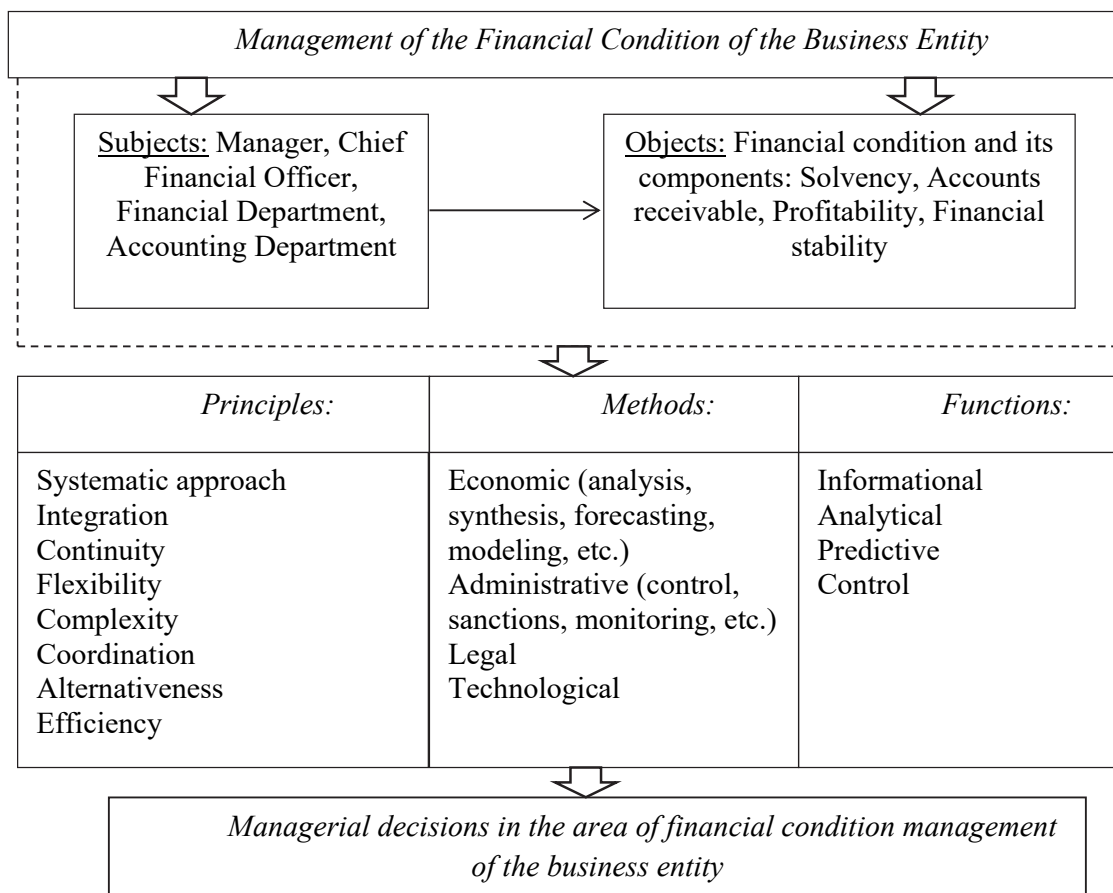 Management of the Financial Condition of the Business Entity
Subjects: Manager, Chief
Financial Officer,
Financial Department,
Accounting Department
Objects: Financial condition and its
components: Solvency, Accounts
receivable, Profitability, Financial
stability
Principles:
Methods:
Functions:
Systematic approach
Integration
Continuity
Flexibility
Complexity
Coordination
Alternativeness
Efficiency
Economic (analysis,
synthesis, forecasting,
modeling, etc.)
Administrative (control,
sanctions, monitoring, etc.)
Legal
Technological
Informational
Analytical
Predictive
Control
Managerial decisions in the area of financial condition management
of the business entity